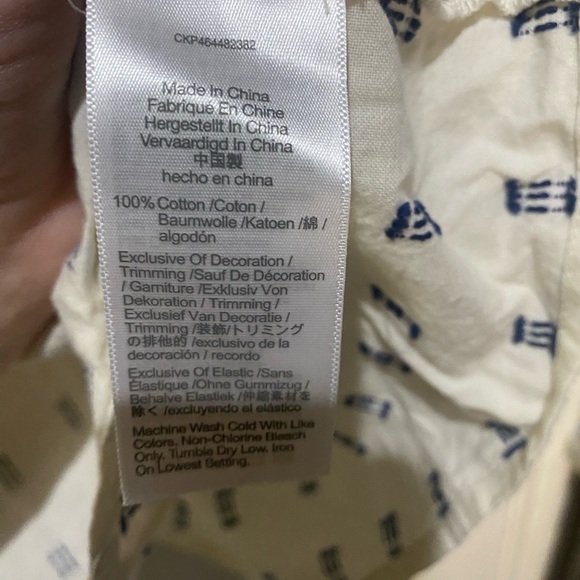 CKP464482382
Made In China
Fabriqué En Chine
Hergestellt In China
Vervaardigd In China
中国製
hecho en china
100% Cotton /Coton /
Baumwolle /Katoen /綿 /
algodón
Exclusive Of Decoration /
Trimming /Sauf De Décoration
/ Garniture /Exklusiv Von
Dekoration / Trimming /
Exclusief Van Decoratie /
Trimming /装飾/トリミング
の排他的 /exclusivo de la
decoración / recordo
Exclusive Of Elastic /Sans
Élastique /Ohne Gummizug /
Behalve Elastiek /伸縮素材を
除く /excluyendo el elástico
Machine Wash Cold With Like
Colors, Non-Chlorine Bleach
Only, Tumble Dry Low, Iron
On Lowest Setting.